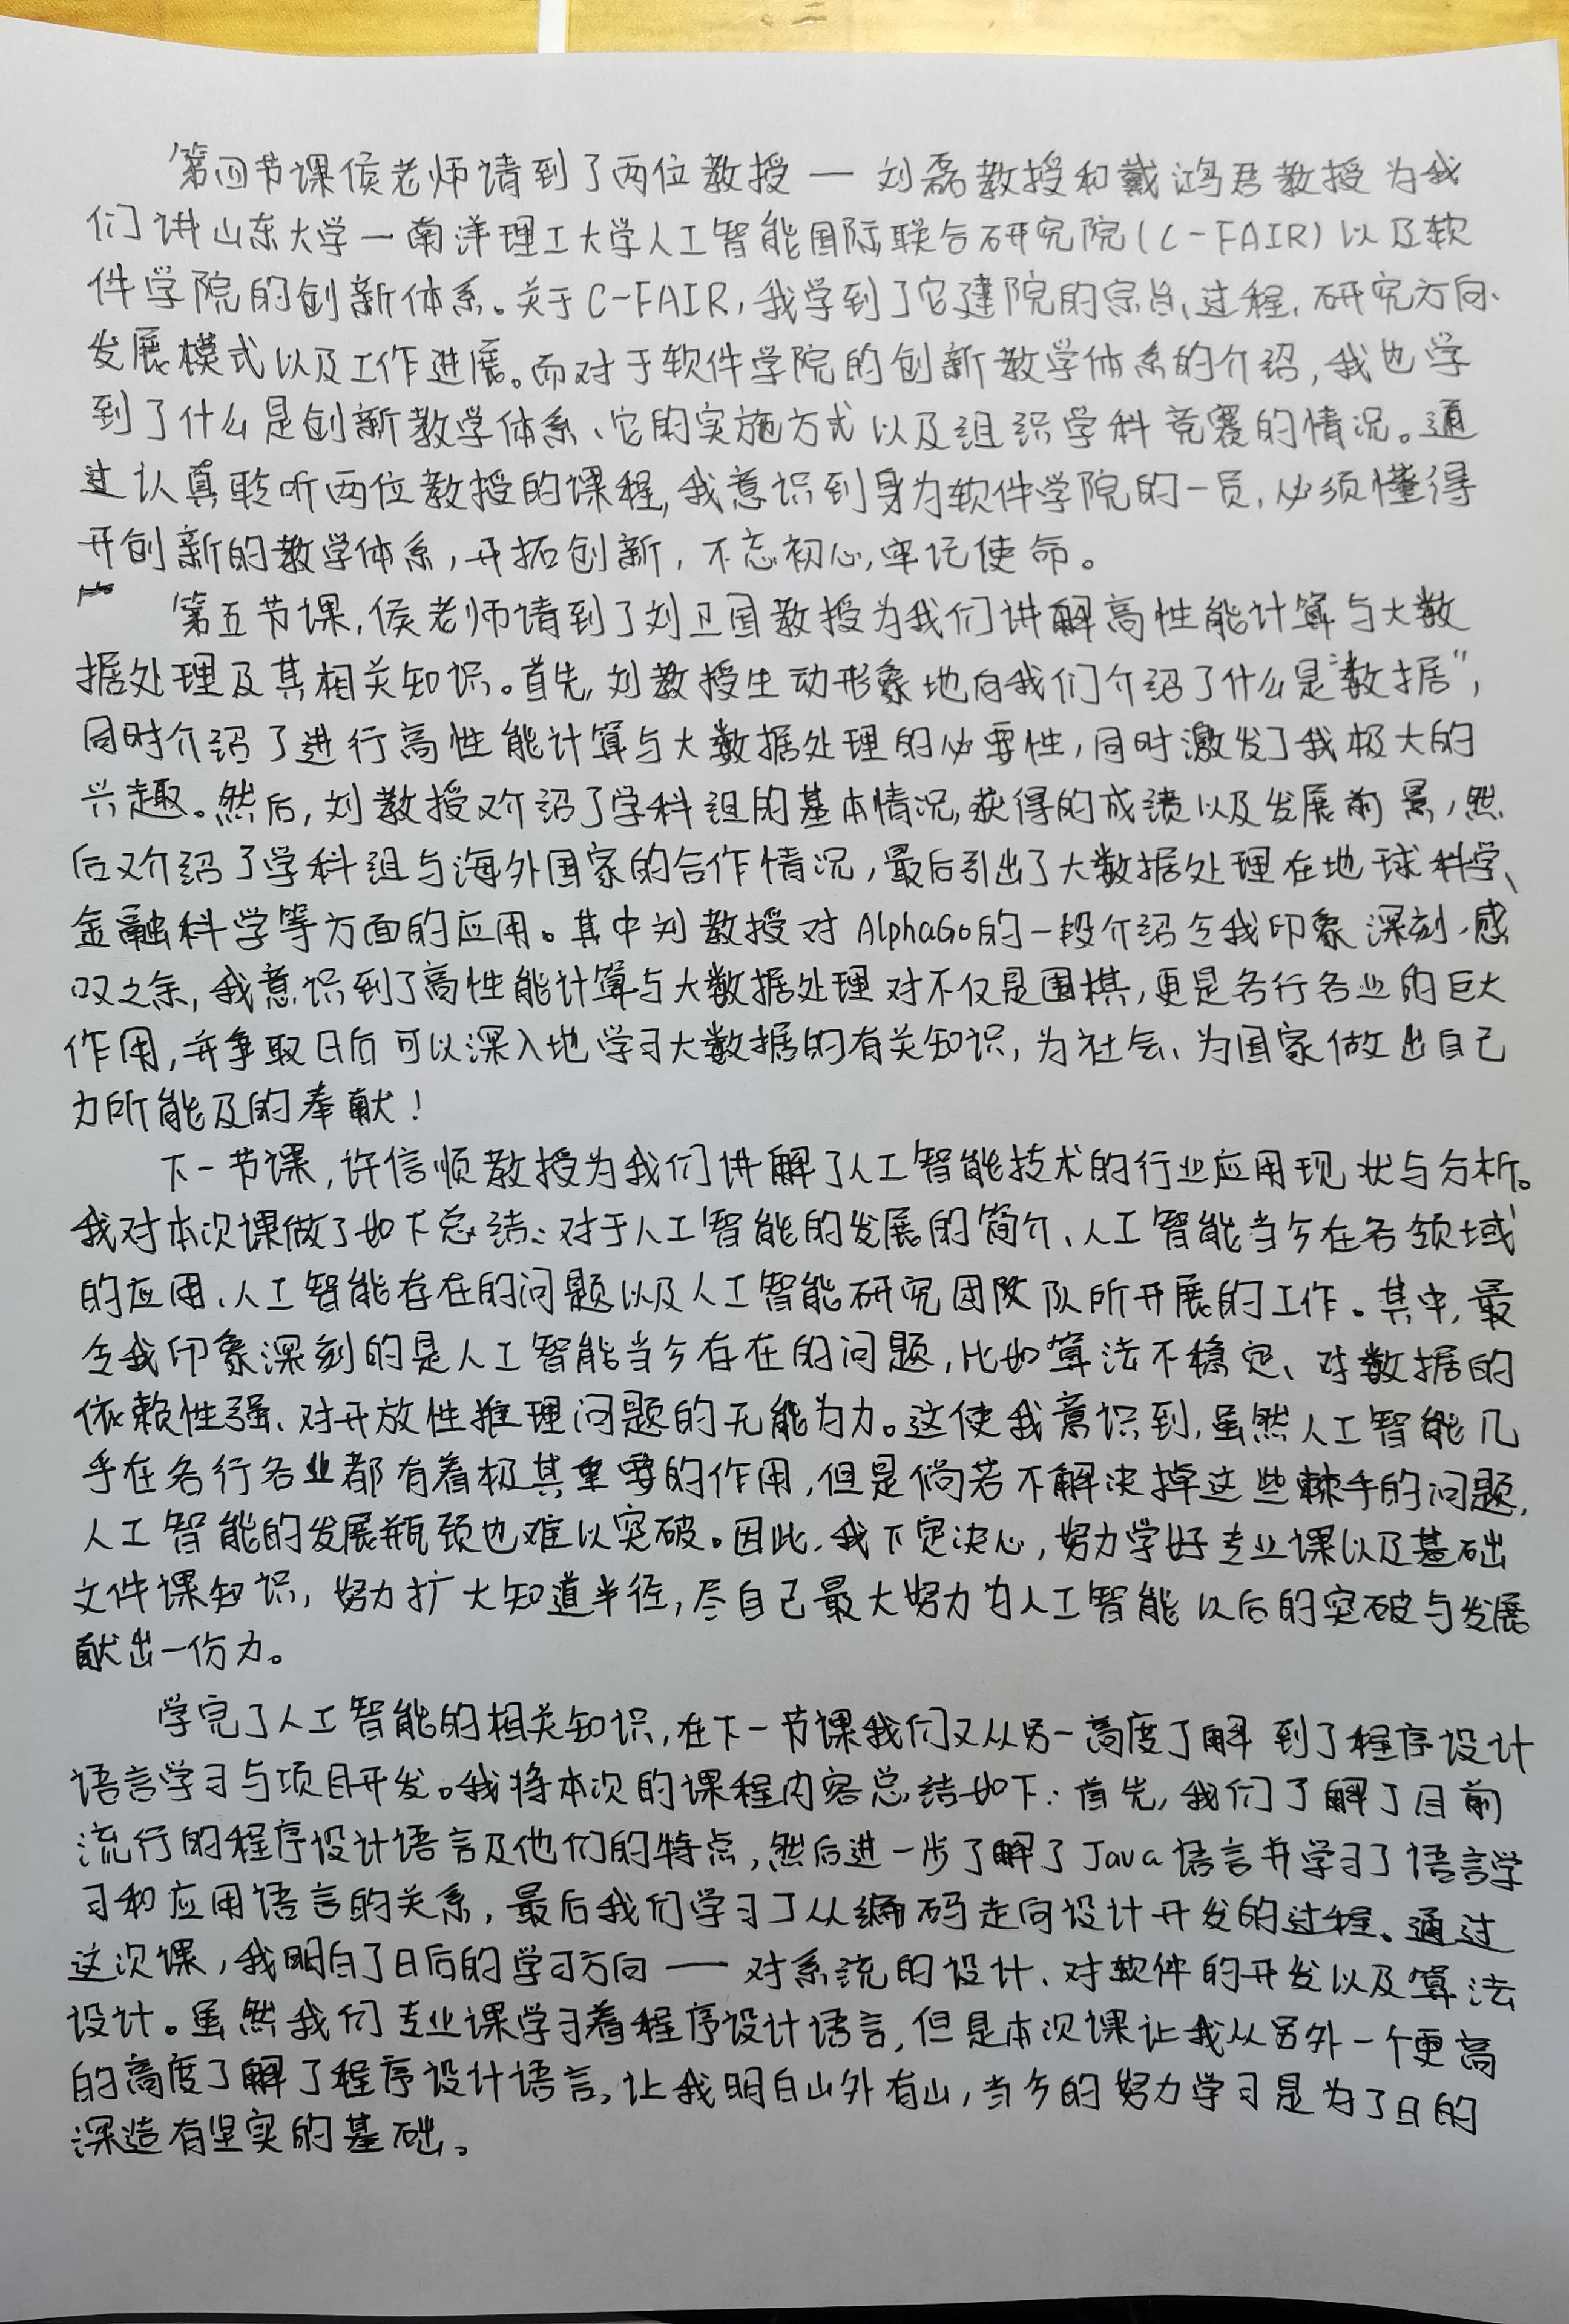 第四节课侯老师请到了两位教授—刘磊教授和戴鸿君教授为我
们讲山东大学—南洋理工大学人工智能国际联合研究院(C-FAIR)以及软
件学院的创新体系。关于C-FAIR,我学到了它建院的宗旨、过程、研究方向、
发展模式以及工作进展。而对于软件学院的创新教学体系的介绍,我也学
到了什么是创新教学体系、它的实施方式以及组织学科竞赛的情况。通
过认真聆听两位教授的课程,我意识到身为软件学院的一员,必须懂得
开创新的教学体系,开拓创新,不忘初心,牢记使命。
第五节课,侯老师请到了刘卫国教授为我们讲解高性能计算与大数
据处理及其相关知识。首先,刘教授生动形象地向我们介绍了什么是“数据”,
同时介绍了进行高性能计算与大数据处理的必要性,同时激发了我极大的
兴趣。然后,刘教授又介绍了学科组的基本情况,获得的成绩以及发展前景,然
后又介绍了学科组与海外国家的合作情况,最后引出了大数据处理在地球科学、
金融科学等方面的应用。其中刘教授对AlphaGo的一段介绍令我印象深刻,感
叹之余,我意识到了高性能计算与大数据处理对不仅是围棋,更是各行各业的巨大
作用,并争取日后可以深入地学习大数据的有关知识,为社会、为国家做出自己
力所能及的奉献!
下一节课,许信顺教授为我们讲解了人工智能技术的行业应用现状与分析。
我对本次课做了如下总结:对于人工智能的发展的简介、人工智能当今在各领域
的应用、人工智能存在的问题以及人工智能研究团队所开展的工作。其中,最
令我印象深刻的是人工智能当今存在的问题,比如算法不稳定、对数据的
依赖性强、对开放性推理问题的无能为力。这使我意识到,虽然人工智能几
乎在各行各业都有着极其重要的作用,但是倘若不解决掉这些棘手的问题,
人工智能的发展瓶颈也难以突破。因此,我下定决心,努力学好专业课以及基础
文件课知识,努力扩大知道半径,尽自己最大努力为人工智能以后的突破与发展
献出一份力。
学完了人工智能的相关知识,在下一节课我们又从另一高度了解到了程序设计
语言学习与项目开发。我将本次的课程内容总结如下:首先,我们了解了目前
流行的程序设计语言及他们的特点,然后进一步了解了Java语言并学习了语言学
习和应用语言的关系,最后我们学习了从编码走向设计开发的过程。通过
这次课,我明白了日后的学习方向——对系统的设计、对软件的开发以及算法
设计。虽然我们专业课学习着程序设计语言,但是本次课让我从另外一个更高
的高度了解了程序设计语言,让我明白山外有山,当今的努力学习是为了日的
深造有坚实的基础。